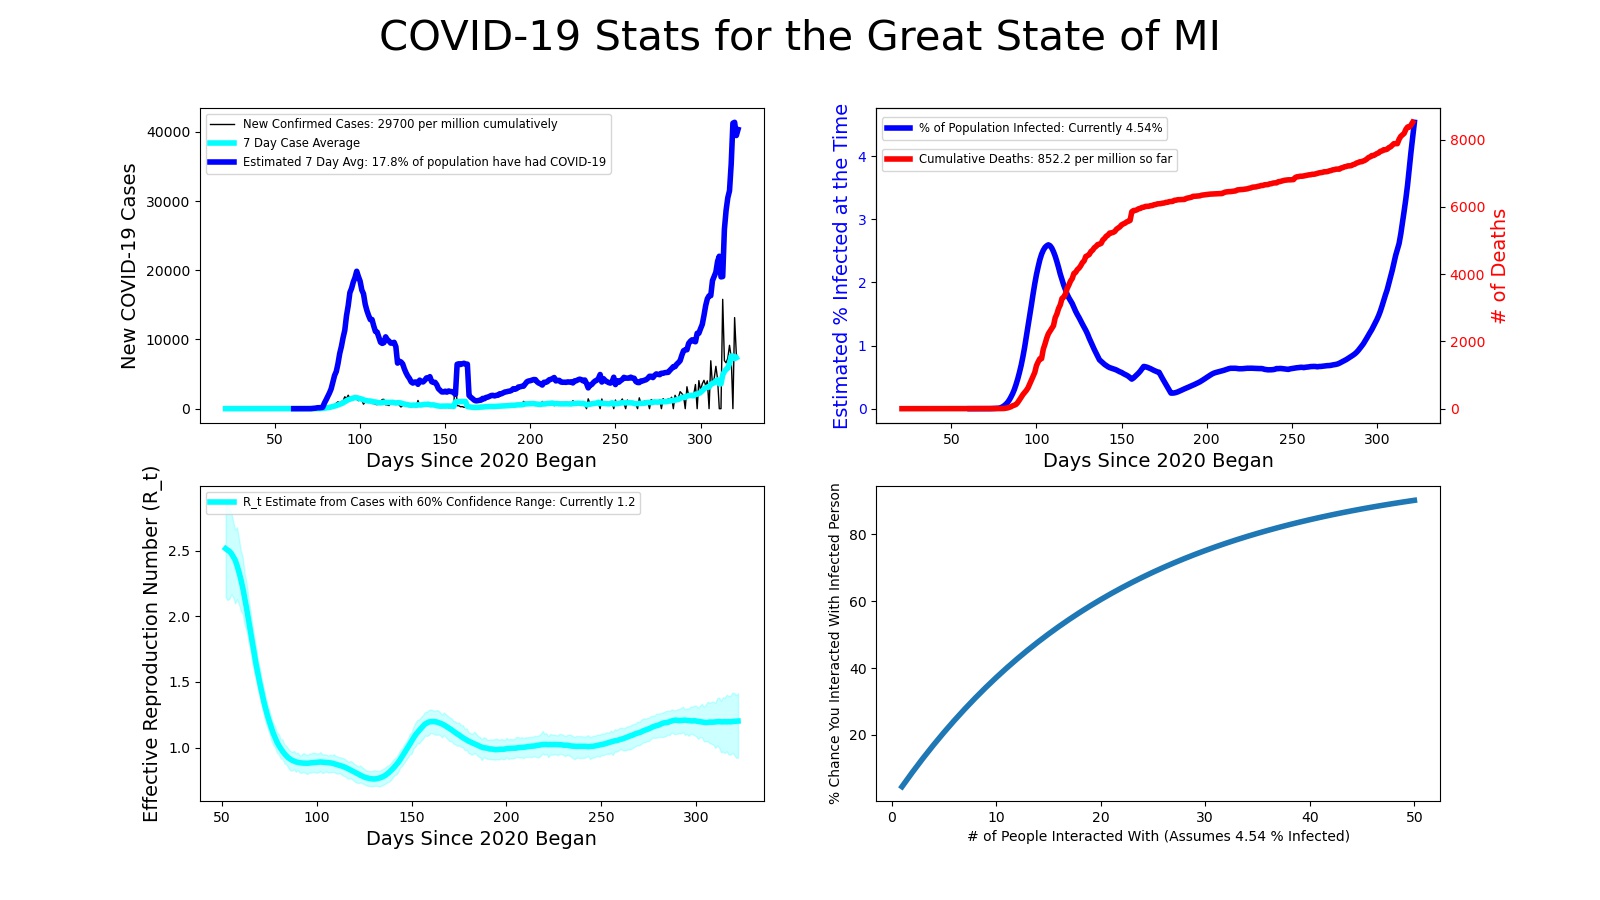 COVID-19 Stats for the Great State of MI
New COVID-19 Cases
40000
30000
20000
10000
0
New Confirmed Cases: 29700 per million cumulatively
7 Day Case Average
Estimated 7 Day Avg: 17.8% of population have had COVID-19
50 100 150 200 250 300
Days Since 2020 Began
Estimated % Infected at the Time
4
3
2
1
0
% of Population Infected: Currently 4.54%
Cumulative Deaths: 852.2 per million so far
8000
6000
4000
2000
0
# of Deaths
50 100 150 200 250 300
Days Since 2020 Began
Effective Reproduction Number (R_t)
2.5
2.0
1.5
1.0
R_t Estimate from Cases with 60% Confidence Range: Currently 1.2
50 100 150 200 250 300
Days Since 2020 Began
% Chance You Interacted With Infected Person
80
60
40
20
0 10 20 30 40 50
# of People Interacted With (Assumes 4.54 % Infected)